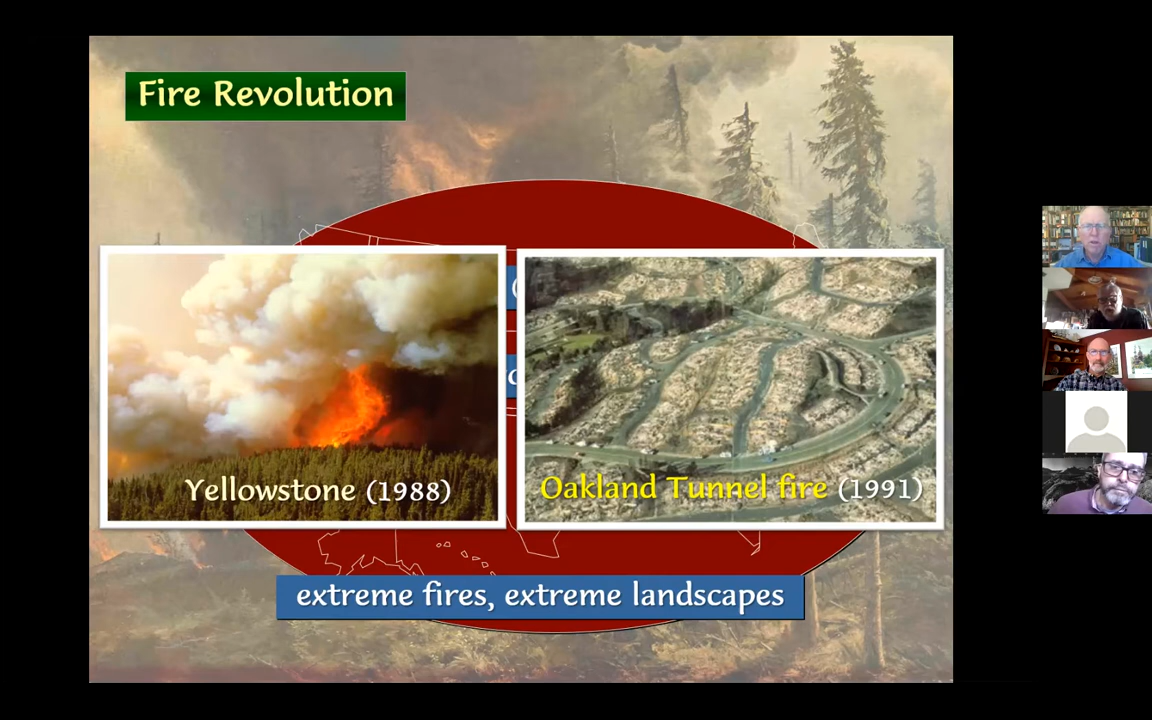 Fire Revolution
Yellowstone (1988)
Oakland Tunnel fire (1991)
extreme fires, extreme landscapes